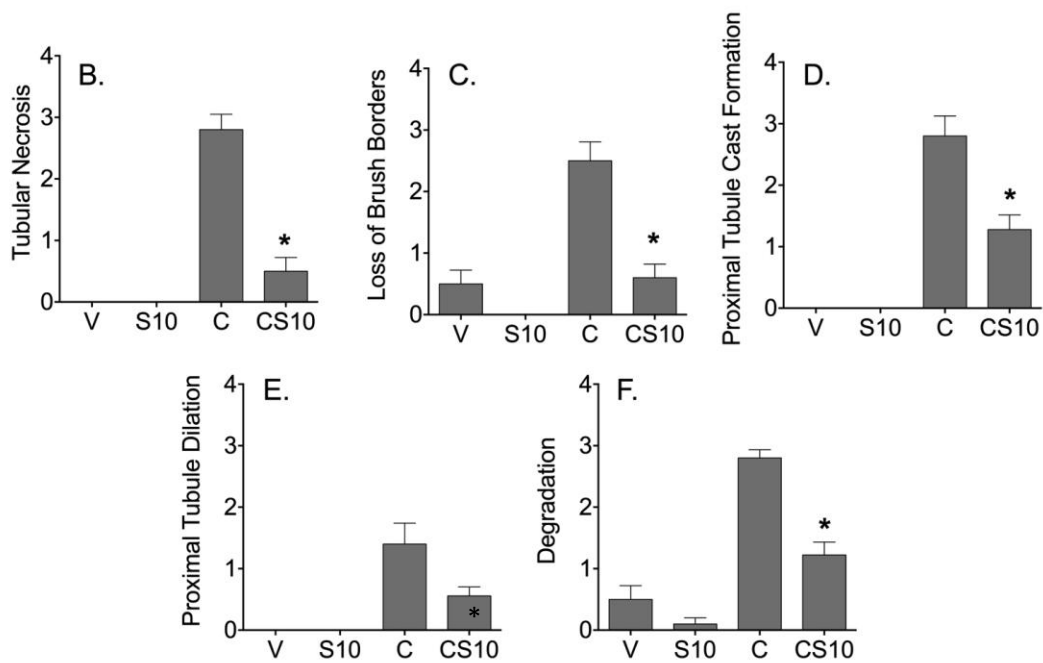 B.
Tubular Necrosis
4
3
2
1
0
*
V S10 C CS10
C.
Loss of Brush Borders
4
3
2
1
0
*
V S10 C CS10
D.
Proximal Tubule Cast Formation
4
3
2
1
0
*
V S10 C CS10
E.
Proximal Tubule Dilation
4
3
2
1
0
*
V S10 C CS10
F.
Degradation
4
3
2
1
0
*
V S10 C CS10